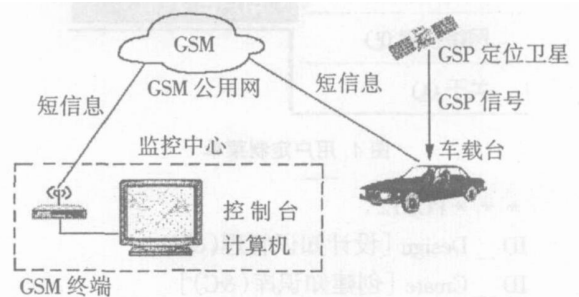 GSM
GSM 公用网
短信息
短信息
GSP 定位卫星
GSP 信号
车载台
监控中心
控制台
计算机
GSM 终端